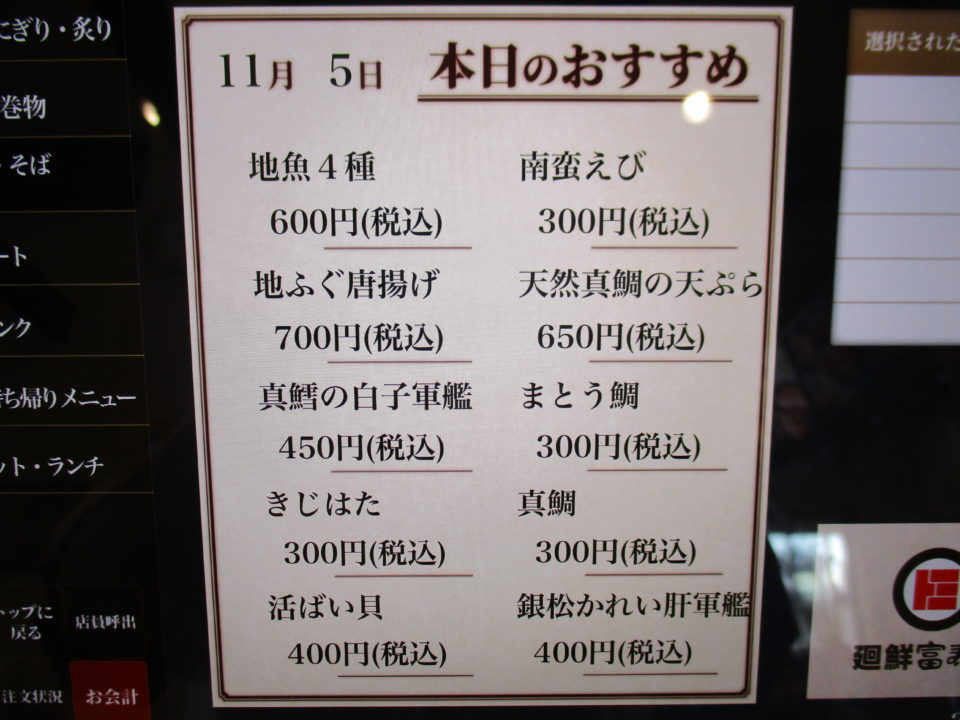 にぎり・炙り
巻物
・そば
ート
ンク
ち帰りメニュー
ット・ランチ
トップに
戻る
店員呼出
注文状況
お会計
11月 5日 本日のおすすめ
地魚4種
600円(税込)
地ふぐ唐揚げ
700円(税込)
真鱈の白子軍艦
450円(税込)
きじはた
300円(税込)
活ばい貝
400円(税込)
南蛮えび
300円(税込)
天然真鯛の天ぷら
650円(税込)
まとう鯛
300円(税込)
真鯛
300円(税込)
銀松かれい肝軍艦
400円(税込)
選択された
廻鮮富